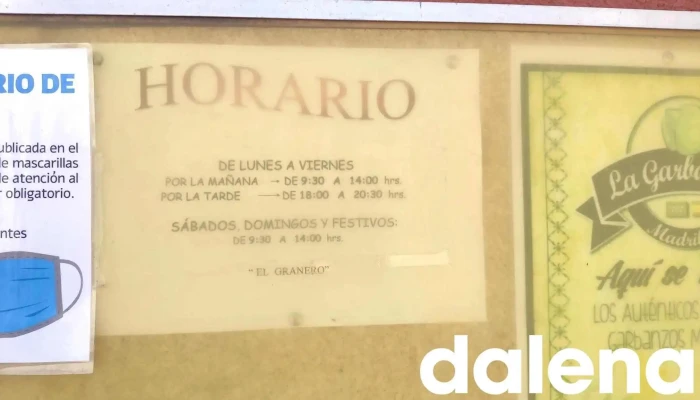 RIO DE
ublicada en el
de mascarillas
de atención al
r obligatorio.
ntes
HORARIO
DE LUNES A VIERNES
POR LA MAÑANA → DE 9:30 A 14:00 hrs.
POR LA TARDE → DE 18:00 A 20:30 hrs.
SÁBADOS, DOMINGOS Y FESTIVOS:
DE 9:30 A 14:00 hrs.
"EL GRANERO"
La Garba
Madrid
Aquí se
LOS AUTÉNTICOS
GARBANZOS M
dalena